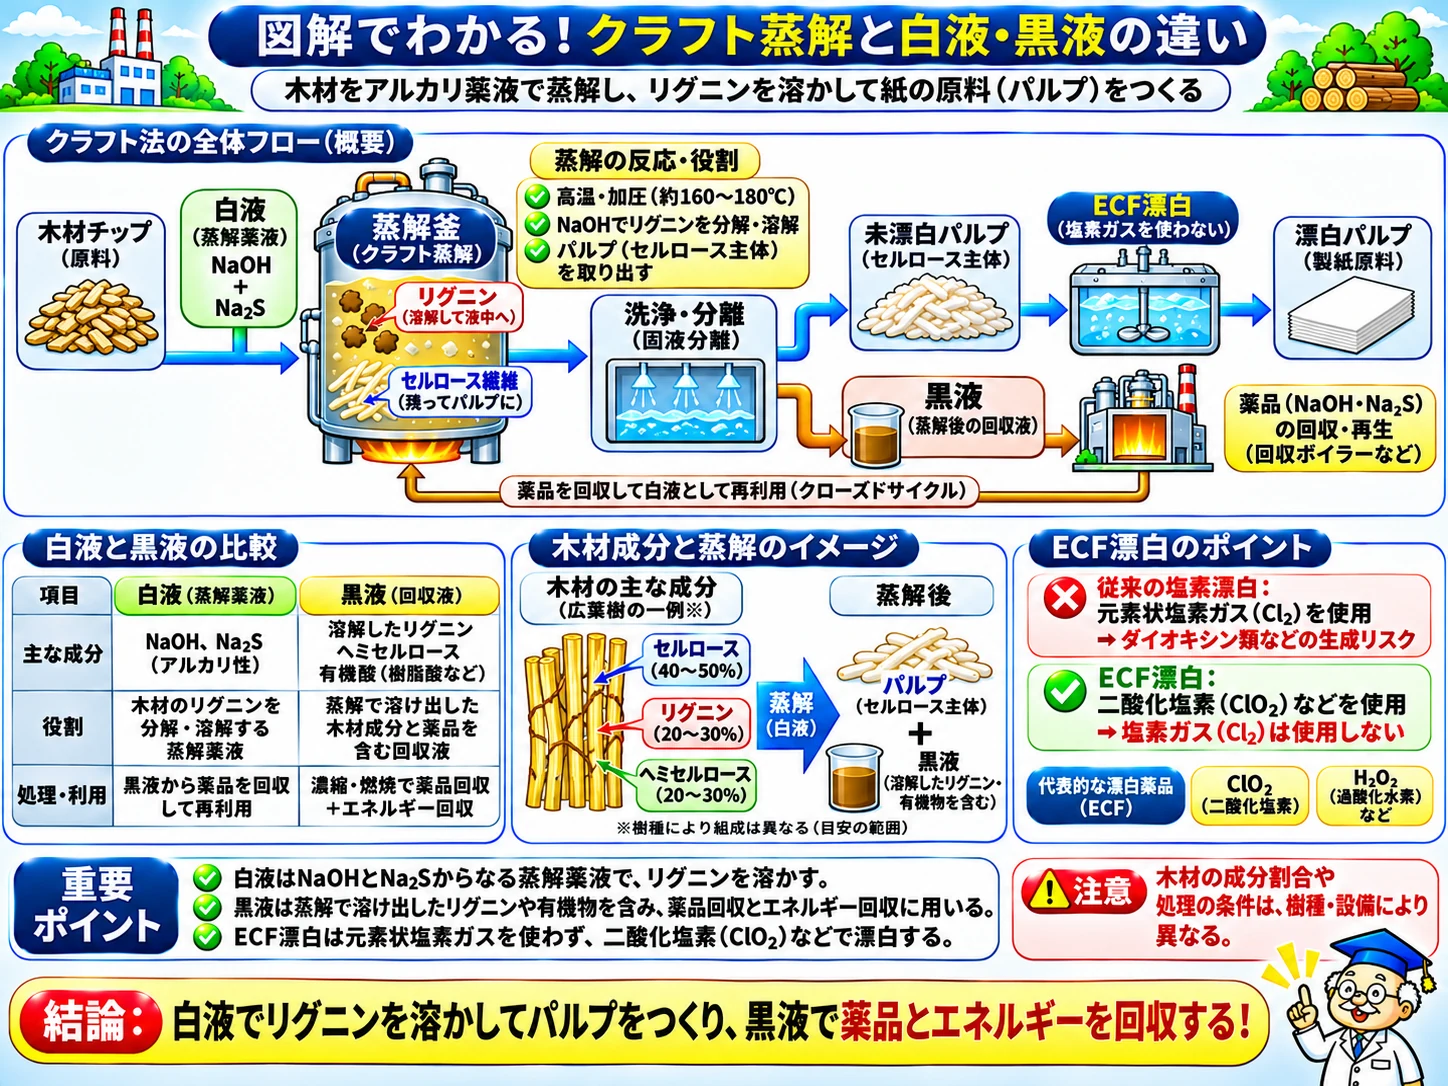 図解でわかる!クラフト蒸解と白液・黒液の違い
木材をアルカリ薬液で蒸解し、リグニンを溶かして紙の原料(パルプ)をつくる
クラフト法の全体フロー(概要)
木材チップ
(原料)
白液
(蒸解薬液)
NaOH
+
Na₂S
蒸解釜
(クラフト蒸解)
リグニン
(溶解して液中へ)
セルロース繊維
(残ってパルプに)
蒸解の反応・役割
高温・加圧(約160〜180℃)
NaOHでリグニンを分解・溶解
パルプ(セルロース主体)
を取り出す
洗浄・分離
(固液分離)
未漂白パルプ
(セルロース主体)
ECF漂白
(塩素ガスを使わない)
漂白パルプ
(製紙原料)
黒液
(蒸解後の回収液)
薬品(NaOH・Na₂S)
の回収・再生
(回収ボイラーなど)
薬品を回収して白液として再利用(クローズドサイクル)
白液と黒液の比較
項目
白液(蒸解薬液)
黒液(回収液)
主な成分
NaOH、Na₂S
(アルカリ性)
溶解したリグニン
ヘミセルロース
有機酸(樹脂酸など)
役割
木材のリグニンを
分解・溶解する
蒸解薬液
蒸解で溶け出した
木材成分と薬品を
含む回収液
処理・利用
黒液から薬品を回収
して再利用
濃縮・燃焼で薬品回収
+エネルギー回収
木材成分と蒸解のイメージ
木材の主な成分
(広葉樹の一例※)
セルロース
(40〜50%)
リグニン
(20〜30%)
ヘミセルロース
(20〜30%)
蒸解
(白液)
蒸解後
パルプ
(セルロース主体)
+
黒液
(溶解したリグニン・
有機物を含む)
※樹種により組成は異なる(目安の範囲)
ECF漂白のポイント
従来の塩素漂白:
元素状塩素ガス(Cl₂)を使用
➡ダイオキシン類などの生成リスク
ECF漂白:
二酸化塩素(ClO₂)などを使用
➡塩素ガス(Cl₂)は使用しない
代表的な漂白薬品
(ECF)
ClO₂
(二酸化塩素)
H₂O₂
(過酸化水素)
など
重要
ポイント
白液はNaOHとNa₂Sからなる蒸解薬液で、リグニンを溶かす。
黒液は蒸解で溶け出したリグニンや有機物を含み、薬品回収とエネルギー回収に用いる。
ECF漂白は元素状塩素ガスを使わず、二酸化塩素(ClO₂)などで漂白する。
注意
木材の成分割合や
処理の条件は、樹種・設備により
異なる。
結論:
白液でリグニンを溶かしてパルプをつくり、黒液で薬品とエネルギーを回収する!